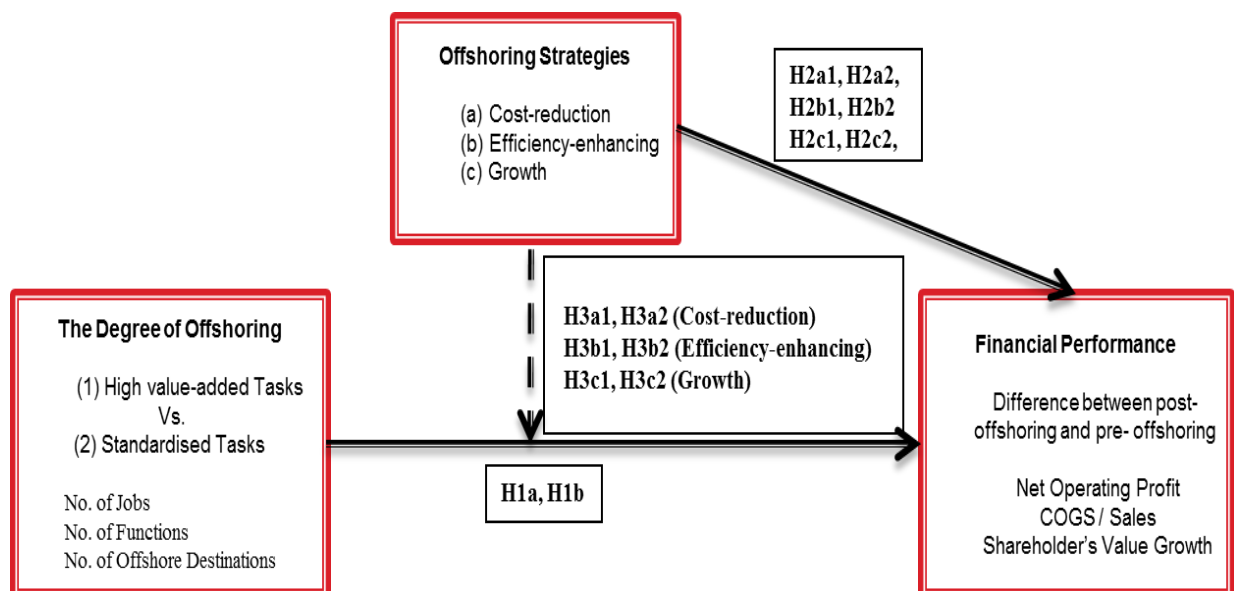 Offshoring Strategies
(a) Cost-reduction
(b) Efficiency-enhancing
(c) Growth
H2a1, H2a2,
H2b1, H2b2
H2c1, H2c2,
H3a1, H3a2 (Cost-reduction)
H3b1, H3b2 (Efficiency-enhancing)
H3c1, H3c2 (Growth)
The Degree of Offshoring
(1) High value-added Tasks
Vs.
(2) Standardised Tasks
No. of Jobs
No. of Functions
No. of Offshore Destinations
H1a, H1b
Financial Performance
Difference between post-
offshoring and pre- offshoring
Net Operating Profit
COGS / Sales
Shareholder's Value Growth